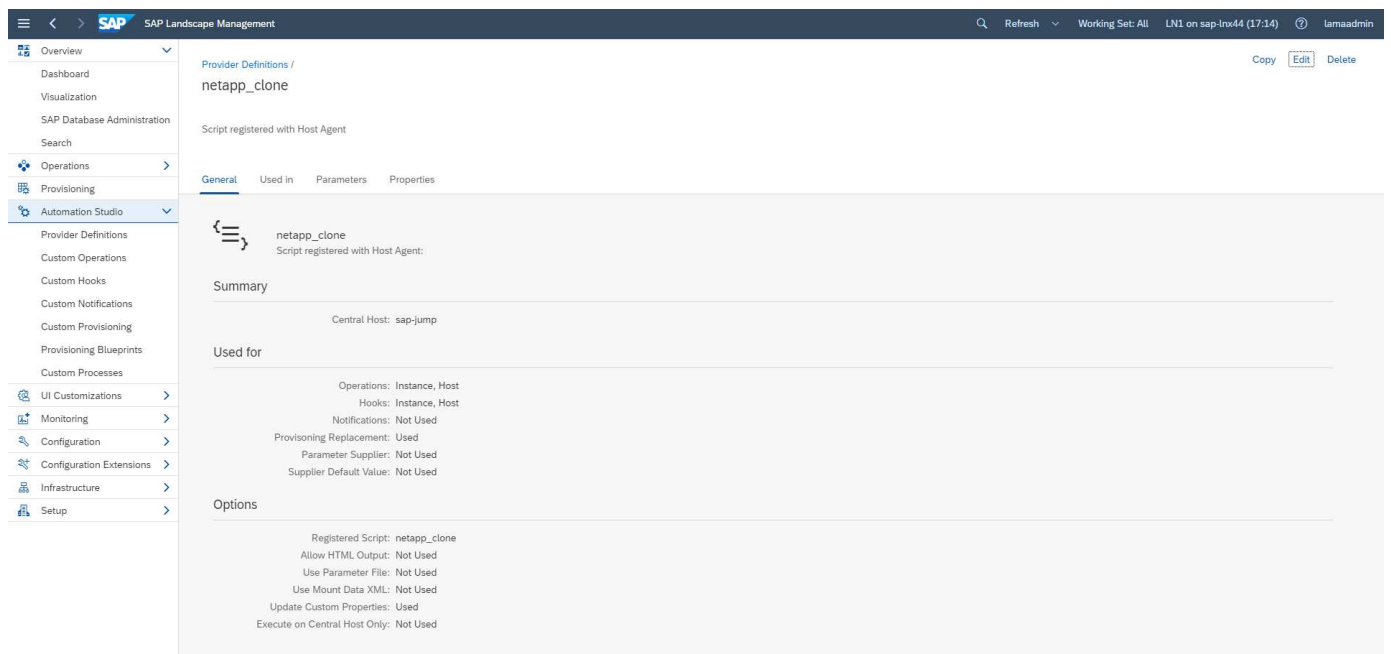 SAP SAP Landscape Management Refresh Working Set: All LN1 on sap-lnx44 (17:14) lamaadmin
Overview
Dashboard
Visualization
SAP Database Administration
Search
Operations
Provisioning
Automation Studio
Provider Definitions
Custom Operations
Custom Hooks
Custom Notifications
Custom Provisioning
Provisioning Blueprints
Custom Processes
UI Customizations
Monitoring
Configuration
Configuration Extensions
Infrastructure
Setup
Provider Definitions /
Copy Edit Delete
netapp_clone
Script registered with Host Agent
General Used in Parameters Properties
netapp_clone
Script registered with Host Agent:
Summary
Central Host: sap-jump
Used for
Operations: Instance, Host
Hooks: Instance, Host
Notifications: Not Used
Provisoning Replacement: Used
Parameter Supplier: Not Used
Supplier Default Value: Not Used
Options
Registered Script: netapp_clone
Allow HTML Output: Not Used
Use Parameter File: Not Used
Use Mount Data XML: Not Used
Update Custom Properties: Used
Execute on Central Host Only: Not Used